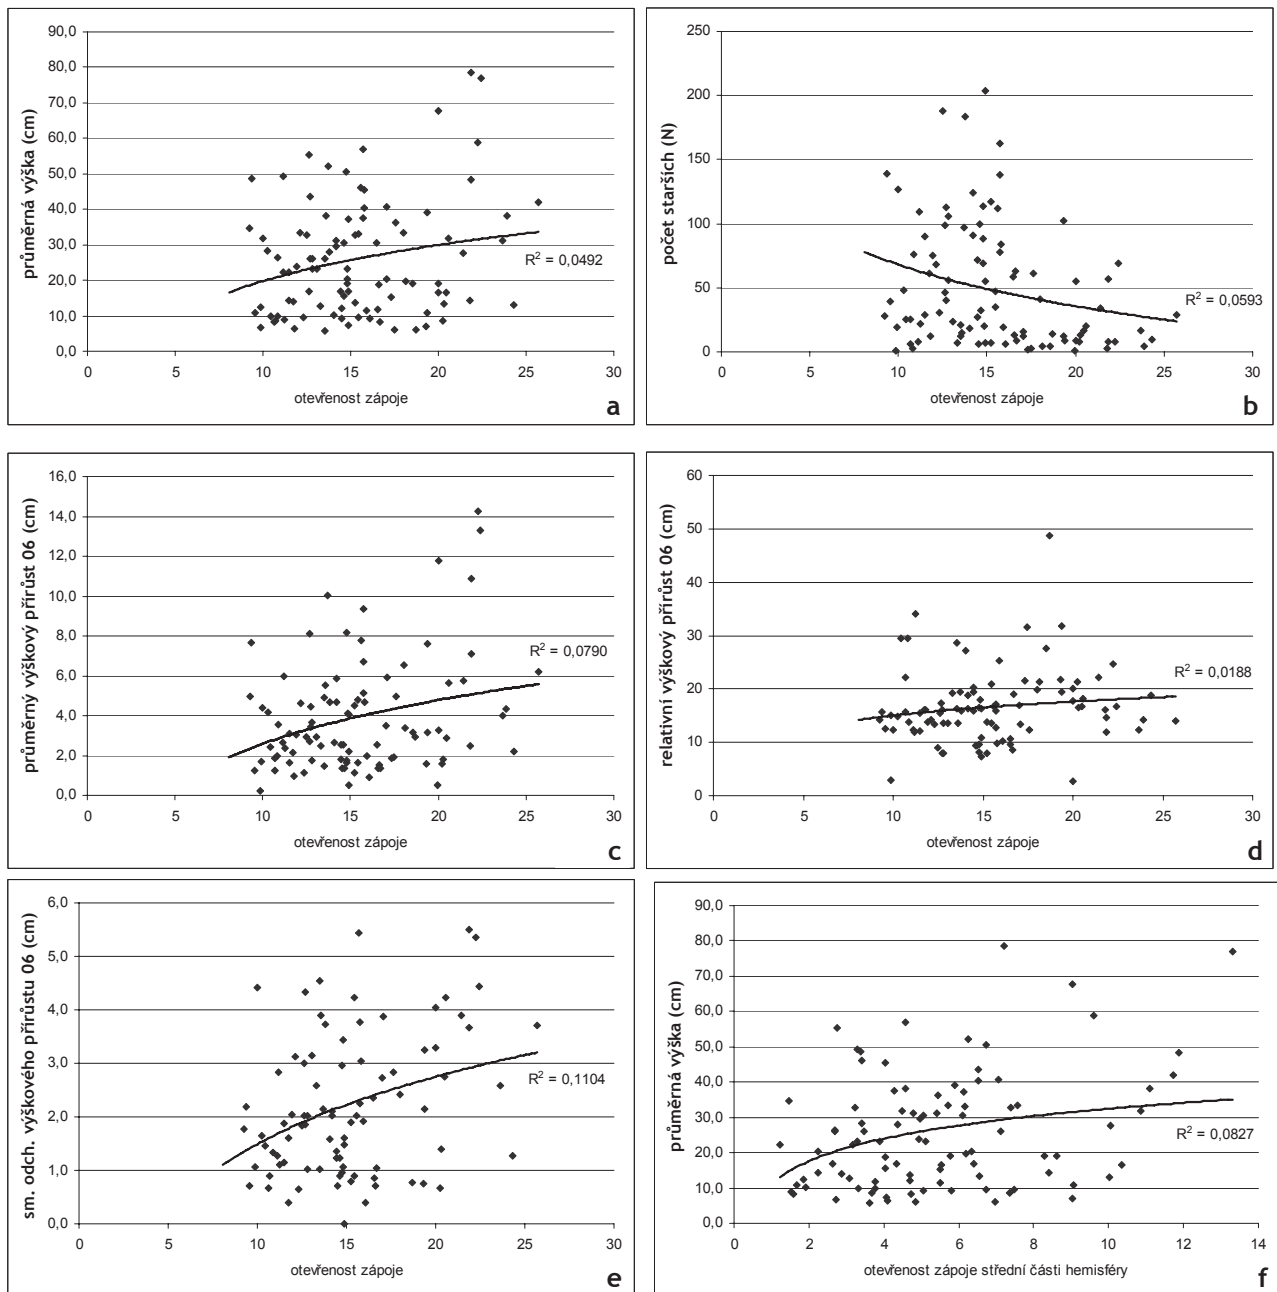 90,0
80,0
70,0
60,0
50,0
40,0
30,0
20,0
10,0
0,0
průměrná výška (cm)
R² = 0,0492
0 5 10 15 20 25 30
otevřenost zápoje
a
250
200
150
100
50
0
počet starších (N)
R² = 0,0593
0 5 10 15 20 25 30
otevřenost zápoje
b
16,0
14,0
12,0
10,0
8,0
6,0
4,0
2,0
0,0
průměrný výškový přírůst 06 (cm)
R² = 0,0790
0 5 10 15 20 25 30
otevřenost zápoje
c
60
50
40
30
20
10
0
relativní výškový přírůst 06 (cm)
R² = 0,0188
0 5 10 15 20 25 30
otevřenost zápoje
d
6,0
5,0
4,0
3,0
2,0
1,0
0,0
sm. odch. výškového přírůstu 06 (cm)
R² = 0,1104
0 5 10 15 20 25 30
otevřenost zápoje
e
90,0
80,0
70,0
60,0
50,0
40,0
30,0
20,0
10,0
0,0
průměrná výška (cm)
R² = 0,0827
0 2 4 6 8 10 12 14
otevřenost zápoje střední části hemisféry
f